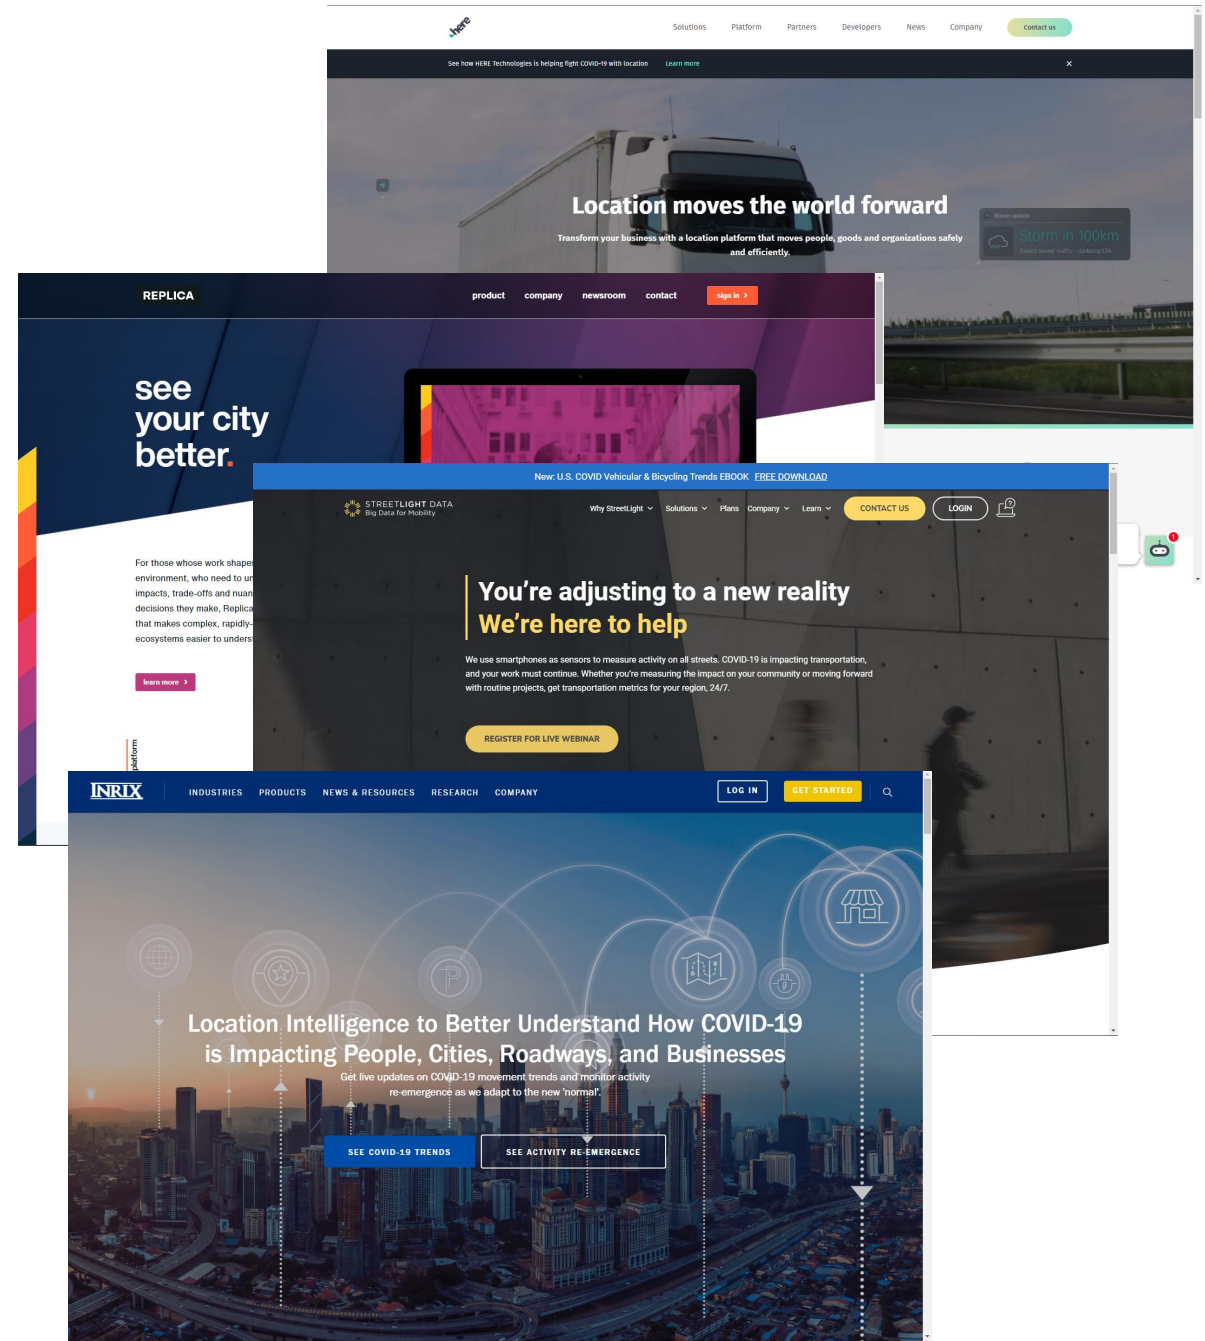 here
Solutions Platform Partners Developers News Company Contact us
See how HERE Technologies is helping fight COVID-19 with location Learn more
Location moves the world forward
Transform your business with a location platform that moves people, goods and organizations safely
and efficiently.
Route update
Storm in 100km
Expect slower traffic - updating ETA
REPLICA
product company newsroom contact sign in
see
your city
better.
For those whose work shapes
environment, who need to un
impacts, trade-offs and nuan
decisions they make, Replica
that makes complex, rapidly-
ecosystems easier to underst
learn more
platform
New: U.S. COVID Vehicular & Bicycling Trends EBOOK FREE DOWNLOAD
STREETLIGHT DATA
Big Data for Mobility
Why StreetLight Solutions Plans Company Learn CONTACT US LOGIN ?
1
You're adjusting to a new reality
We're here to help
We use smartphones as sensors to measure activity on all streets. COVID-19 is impacting transportation,
and your work must continue. Whether you're measuring the impact on your community or moving forward
with routine projects, get transportation metrics for your region, 24/7.
REGISTER FOR LIVE WEBINAR
INRIX
INDUSTRIES PRODUCTS NEWS & RESOURCES RESEARCH COMPANY LOG IN GET STARTED
P
Location Intelligence to Better Understand How COVID-19
is Impacting People, Cities, Roadways, and Businesses
Get live updates on COVID-19 movement trends and monitor activity
re-emergence as we adapt to the new 'normal'.
SEE COVID-19 TRENDS SEE ACTIVITY RE-EMERGENCE